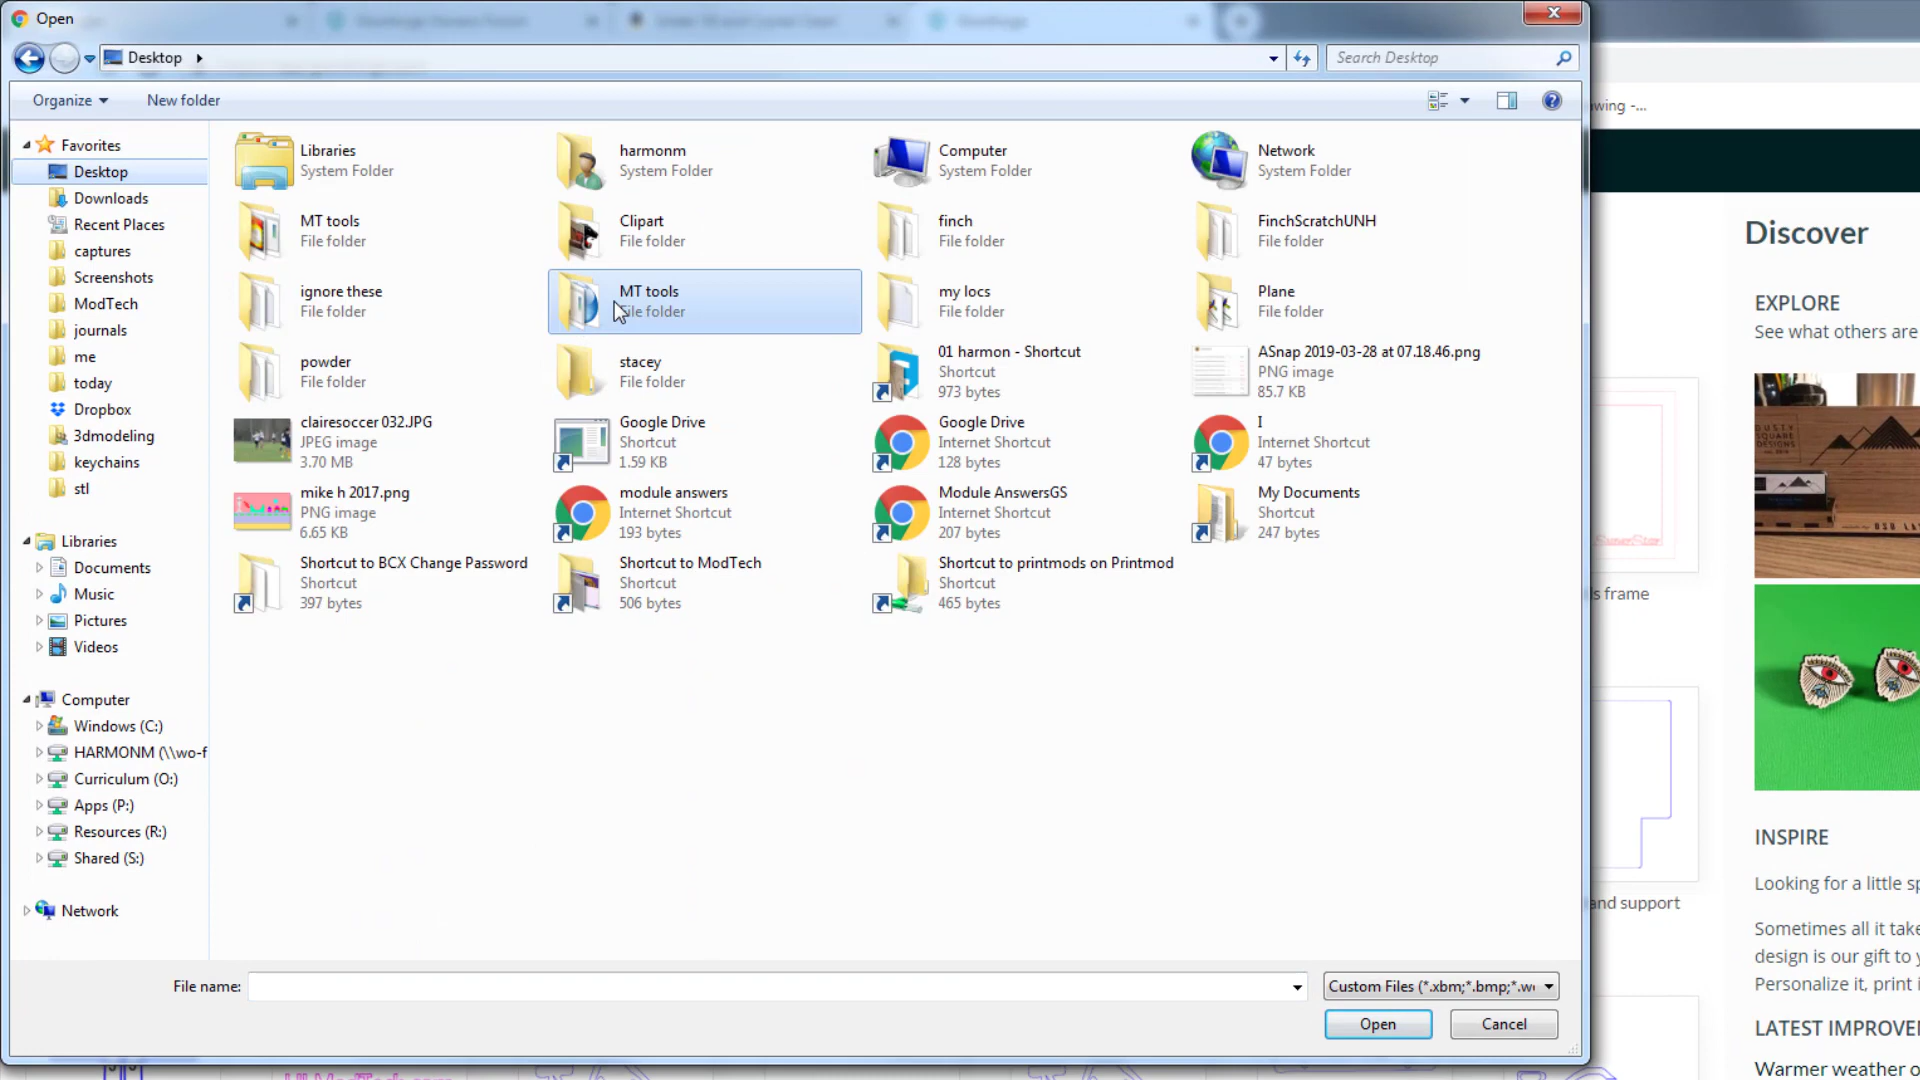 Open
Desktop
Search Desktop
Organize
New folder
Favorites
Desktop
Downloads
Recent Places
captures
Screenshots
ModTech
journals
me
today
Dropbox
3dmodeling
keychains
stl
Libraries
Documents
Music
Pictures
Videos
Computer
Windows (C:)
HARMONM (\\wo-f
Curriculum (O:)
Apps (P:)
Resources (R:)
Shared (S:)
Network
Libraries
System Folder
harmonm
System Folder
Computer
System Folder
Network
System Folder
MT tools
File folder
Clipart
File folder
finch
File folder
FinchScratchUNH
File folder
ignore these
File folder
MT tools
File folder
my locs
File folder
Plane
File folder
powder
File folder
stacey
File folder
01 harmon - Shortcut
Shortcut
973 bytes
ASnap 2019-03-28 at 07.18.46.png
PNG image
85.7 KB
clairesoccer 032.JPG
JPEG image
3.70 MB
Google Drive
Shortcut
1.59 KB
Google Drive
Internet Shortcut
128 bytes
I
Internet Shortcut
47 bytes
mike h 2017.png
PNG image
6.65 KB
module answers
Internet Shortcut
193 bytes
Module AnswersGS
Internet Shortcut
207 bytes
My Documents
Shortcut
247 bytes
Shortcut to BCX Change Password
Shortcut
397 bytes
Shortcut to ModTech
Shortcut
506 bytes
Shortcut to printmods on Printmod
Shortcut
465 bytes
File name:
Custom Files (*.xbm;*.bmp;*.we
Open
Cancel
wing -...
Discover
EXPLORE
See what others are
DUSTY
SQUARE
DESIGNS
SuperStar
s frame
and support
INSPIRE
Looking for a little sp
Sometimes all it take
design is our gift to y
Personalize it, print i
LATEST IMPROVEM
Warmer weather o